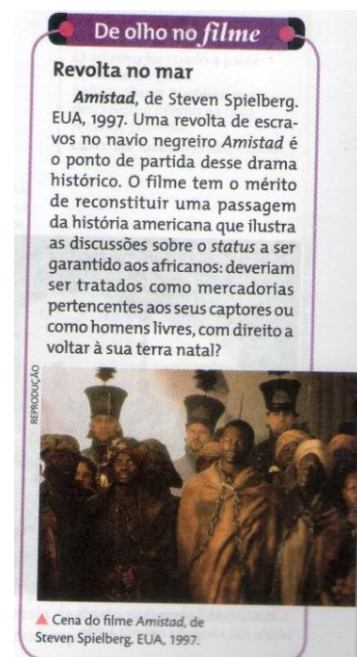 De olho no filme
Revolta no mar
Amistad, de Steven Spielberg.
EUA, 1997. Uma revolta de escra-
vos no navio negreiro Amistad é
o ponto de partida desse drama
histórico. O filme tem o mérito
de reconstituir uma passagem
da história americana que ilustra
as discussões sobre o status a ser
garantido aos africanos: deveriam
ser tratados como mercadorias
pertencentes aos seus captores ou
como homens livres, com direito a
voltar à sua terra natal?
REPRODUÇÃO
▲ Cena do filme Amistad, de
Steven Spielberg. EUA, 1997.